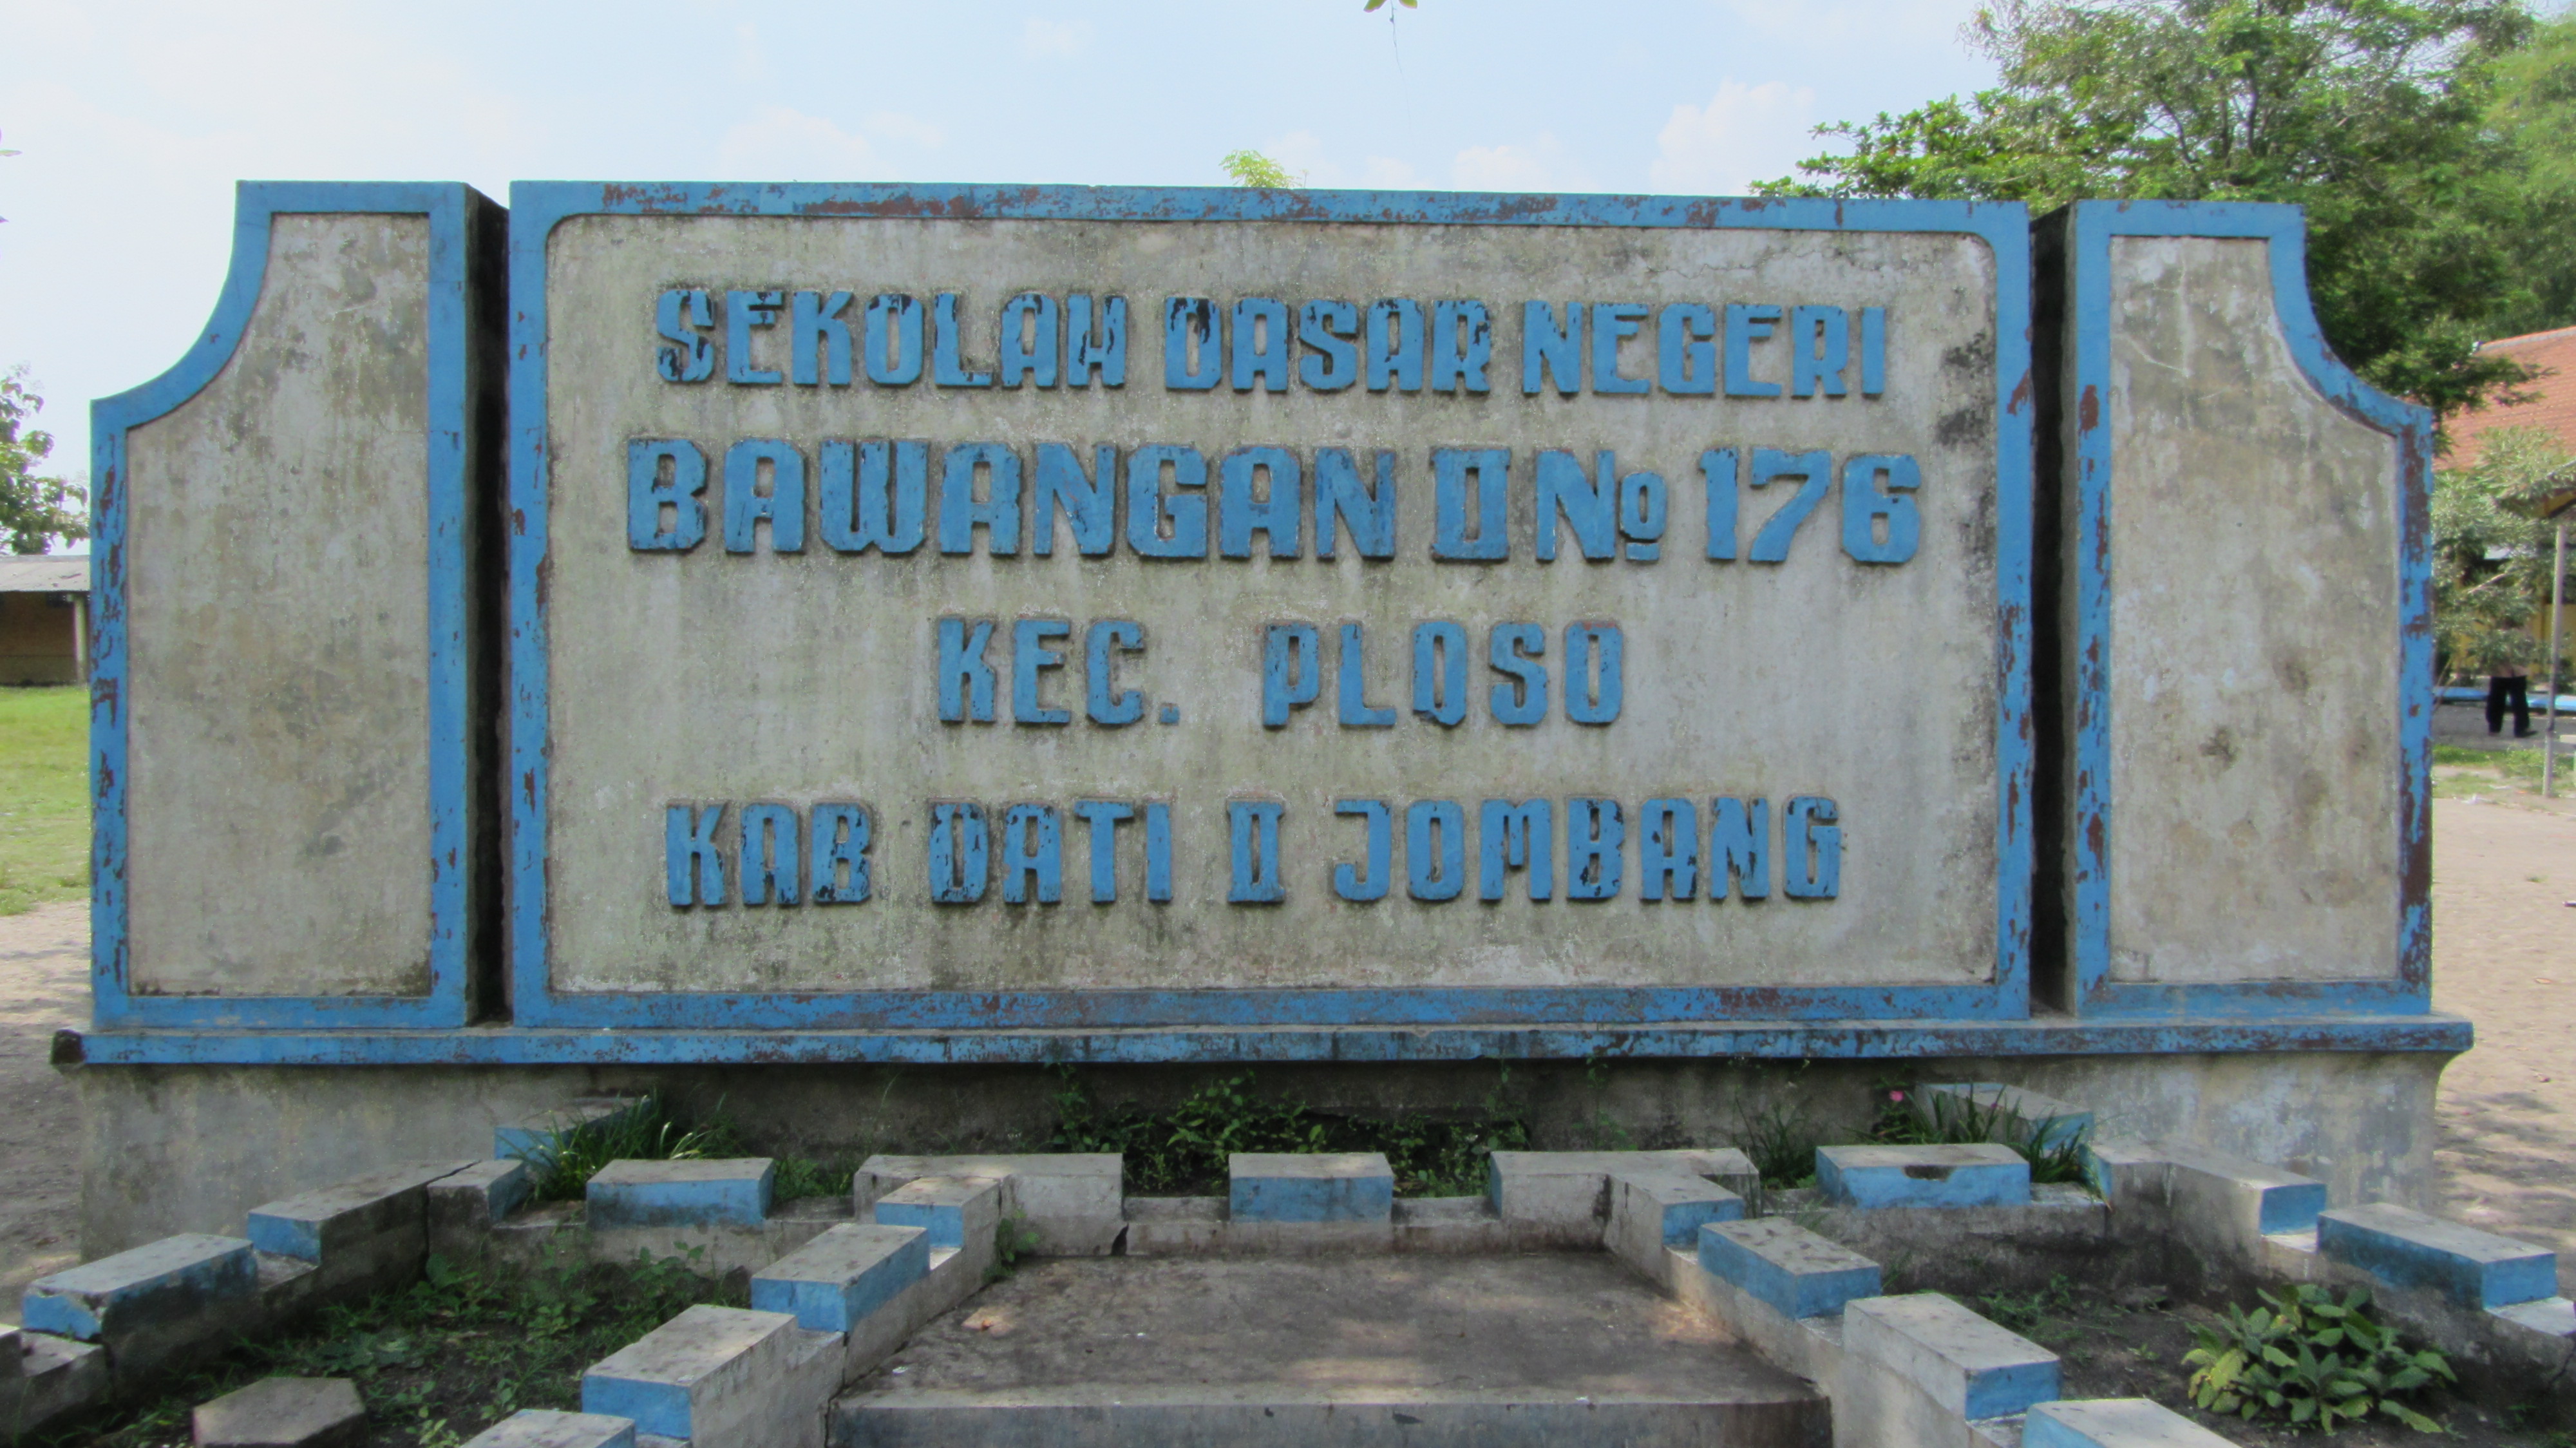 SEKOLAH DASAR NEGERI
BAWANGAN II No 176
KEC. PLOSO
KAB DATI II JOMBANG